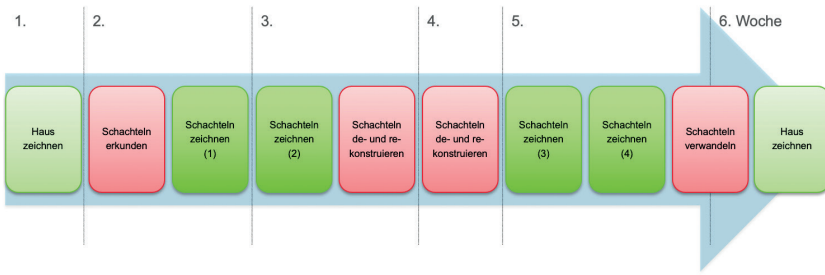 1.
2.
3.
4.
5.
6. Woche
Haus
zeichnen
Schachteln
erkunden
Schachteln
zeichnen
(1)
Schachteln
zeichnen
(2)
Schachteln
de- und re-
konstruieren
Schachteln
de- und re-
konstruieren
Schachteln
zeichnen
(3)
Schachteln
zeichnen
(4)
Schachteln
verwandeln
Haus
zeichnen